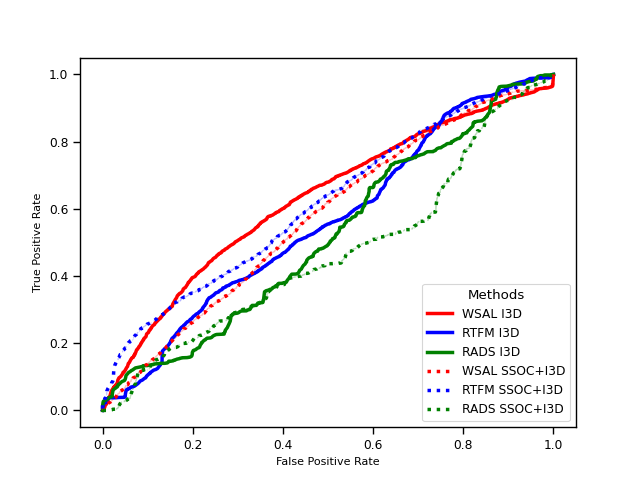 1.0
0.8
0.6
0.4
0.2
0.0
True Positive Rate
0.0 0.2 0.4 0.6 0.8 1.0
False Positive Rate
Methods
WSAL I3D
RTFM I3D
RADS I3D
WSAL SSOC+I3D
RTFM SSOC+I3D
RADS SSOC+I3D